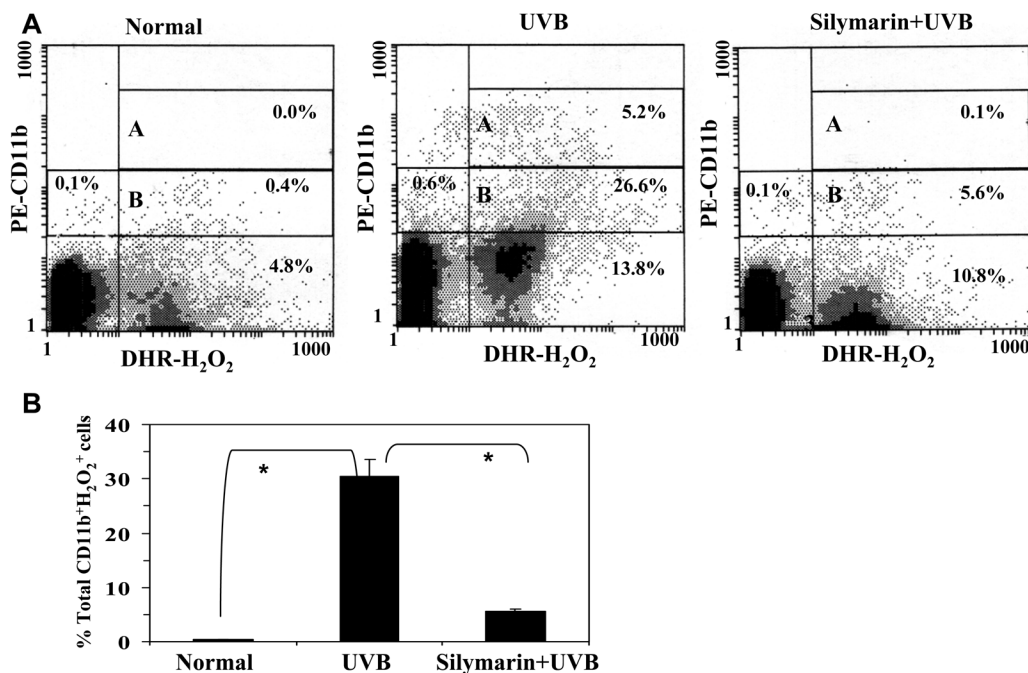 A
Normal
UVB
Silymarin+UVB
1000
PE-CD11b
1
A
0.0%
0.1%
B
0.4%
4.8%
1
1000
DHR-H₂O₂
1000
PE-CD11b
1
A
5.2%
0.6%
B
26.6%
13.8%
1
1000
DHR-H₂O₂
1000
PE-CD11b
1
A
0.1%
0.1%
B
5.6%
10.8%
1
1000
DHR-H₂O₂
B
% Total CD11b⁺H₂O₂⁺ cells
40
30
20
10
0
*
*
Normal
UVB
Silymarin+UVB